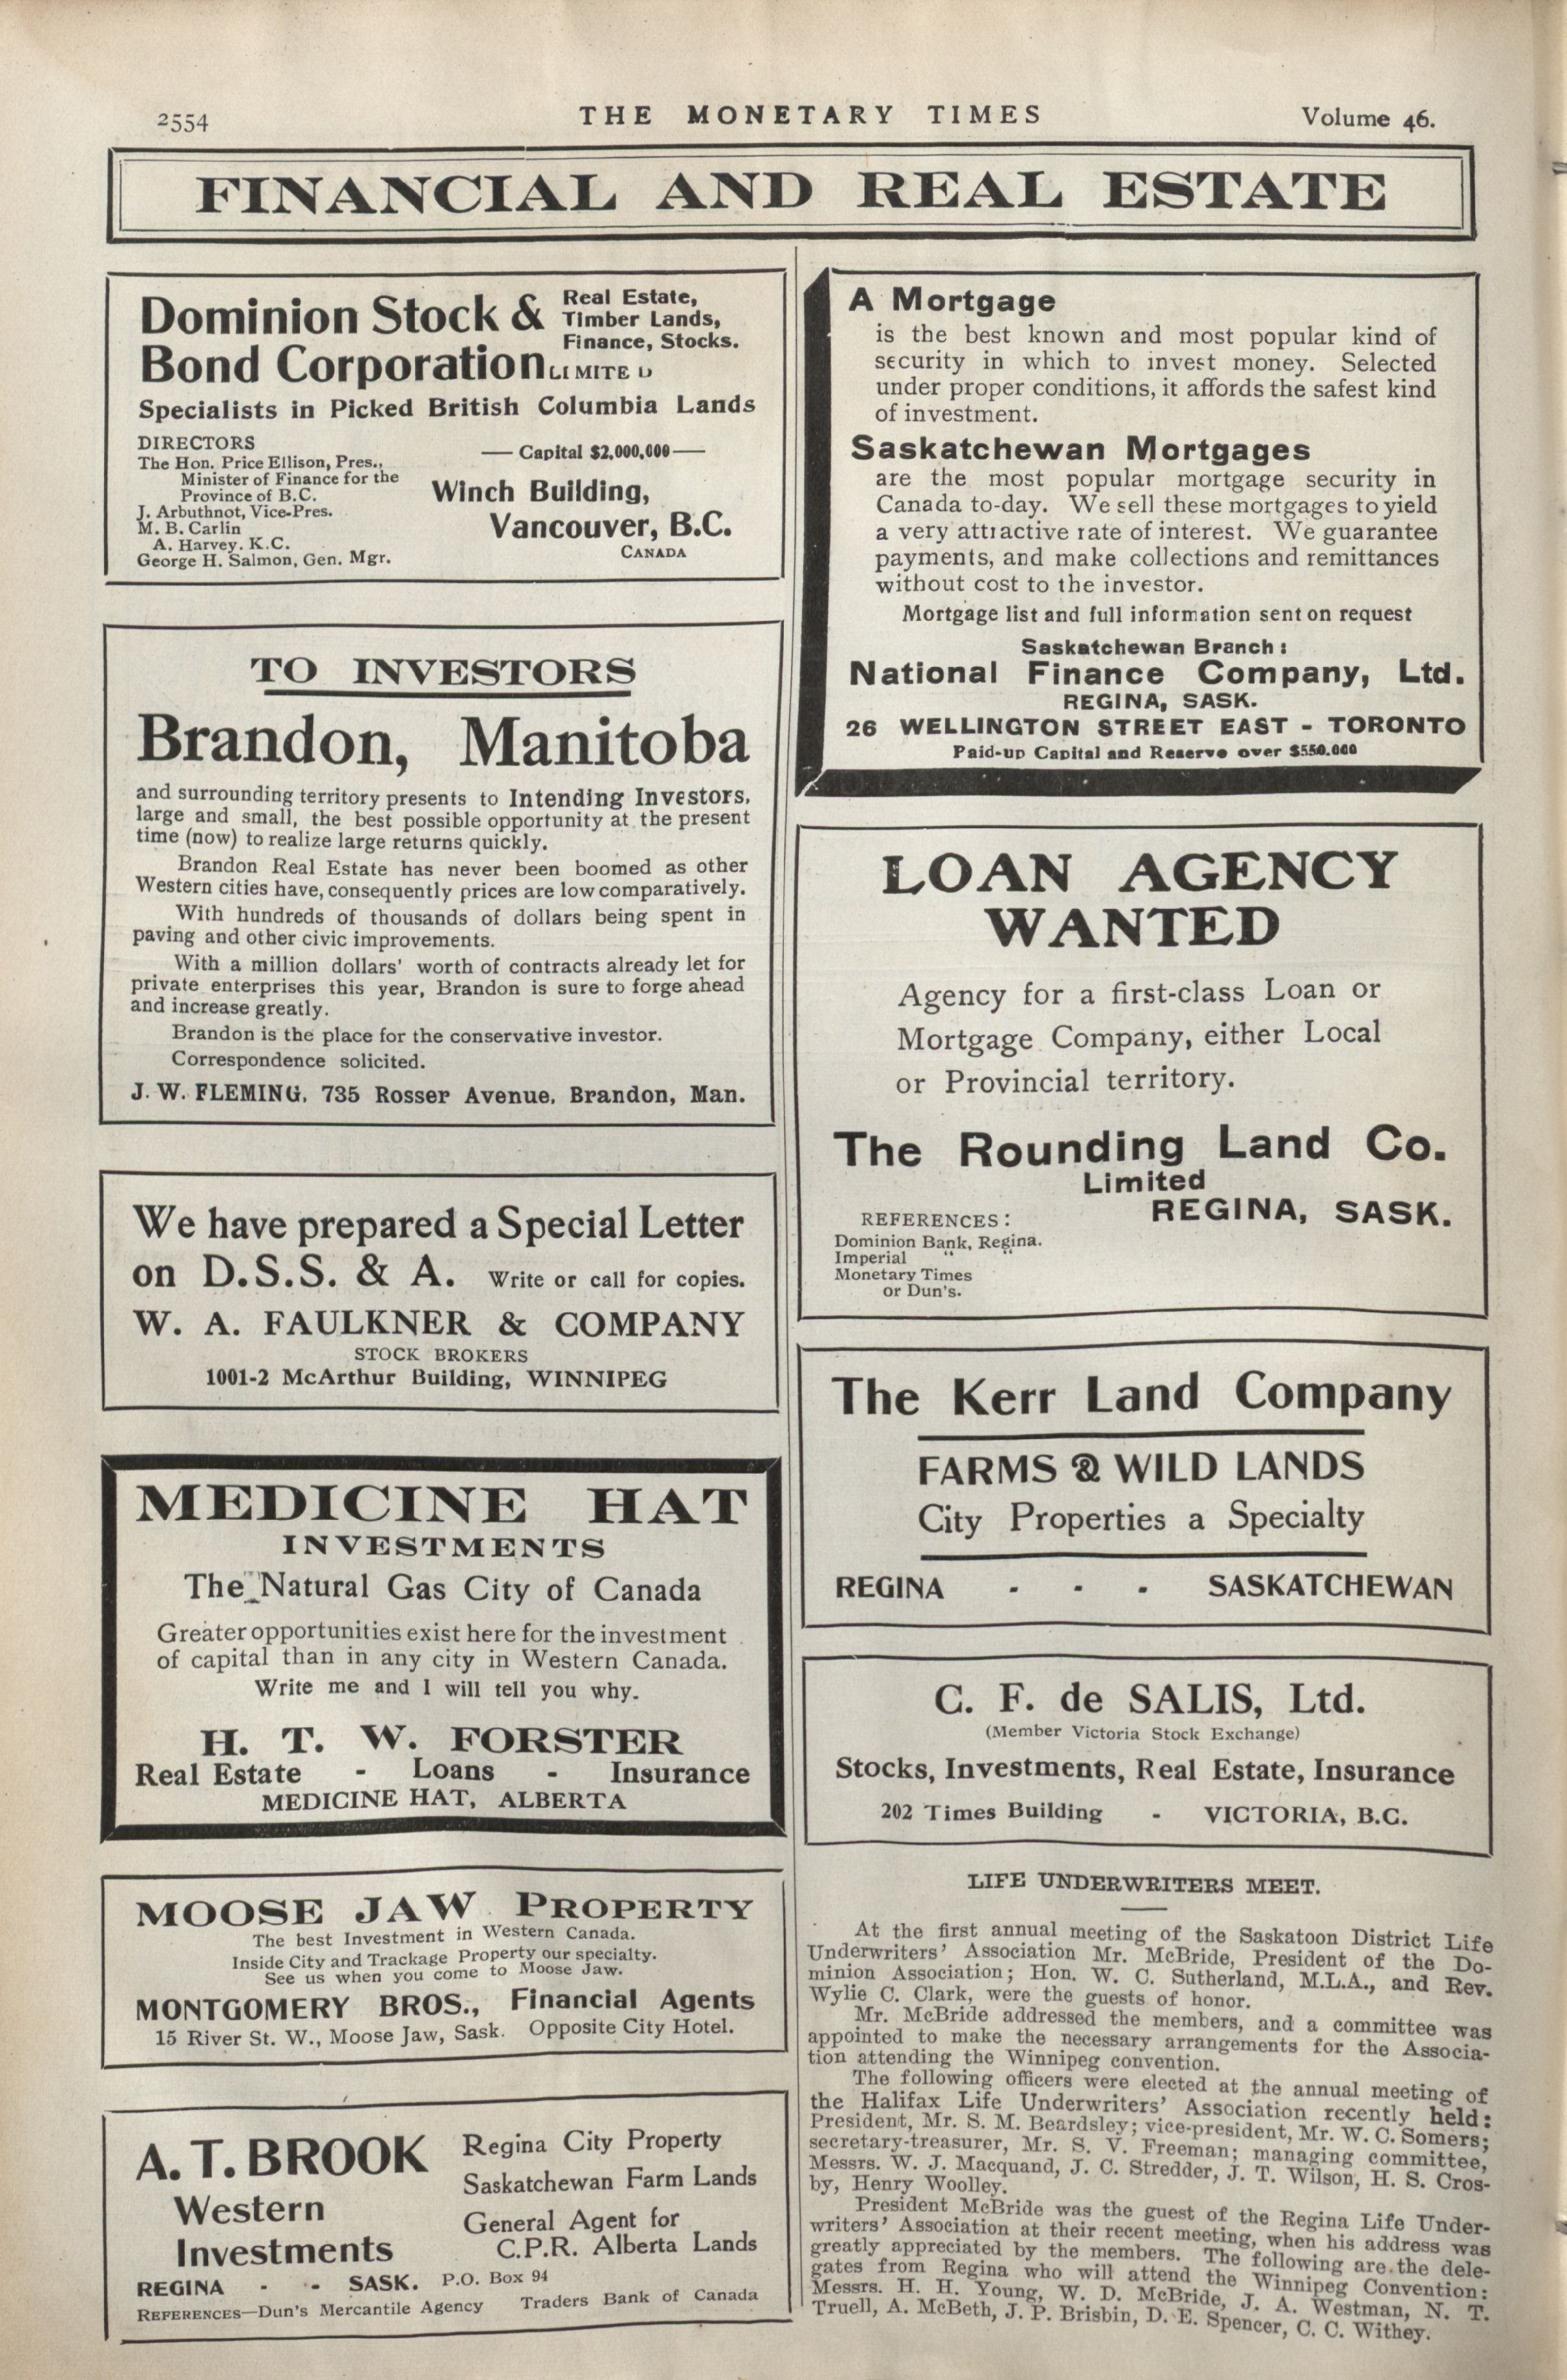 2554
THE MONETARY TIMES
Volume 46.
FINANCIAL AND REAL ESTATE
Dominion Stock &
Bond Corporation LIMITED
Real Estate,
Timber Lands,
Finance, Stocks.
Specialists in Picked British Columbia Lands
DIRECTORS
The Hon. Price Ellison, Pres.,
Minister of Finance for the
Province of B.C.
J. Arbuthnot, Vice-Pres.
M. B. Carlin
A. Harvey. K.C.
George H. Salmon, Gen. Mgr.
— Capital $2,000,000 —
Winch Building,
Vancouver, B.C.
CANADA
TO INVESTORS
Brandon, Manitoba
and surrounding territory presents to Intending Investors,
large and small, the best possible opportunity at the present
time (now) to realize large returns quickly.
Brandon Real Estate has never been boomed as other
Western cities have, consequently prices are low comparatively.
With hundreds of thousands of dollars being spent in
paving and other civic improvements.
With a million dollars' worth of contracts already let for
private enterprises this year, Brandon is sure to forge ahead
and increase greatly.
Brandon is the place for the conservative investor.
Correspondence solicited.
J. W. FLEMING, 735 Rosser Avenue, Brandon, Man.
We have prepared a Special Letter
on D.S.S. & A. Write or call for copies.
W. A. FAULKNER & COMPANY
STOCK BROKERS
1001-2 McArthur Building, WINNIPEG
MEDICINE HAT
INVESTMENTS
The Natural Gas City of Canada
Greater opportunities exist here for the investment
of capital than in any city in Western Canada.
Write me and I will tell you why.
H. T. W. FORSTER
Real Estate - Loans - Insurance
MEDICINE HAT, ALBERTA
MOOSE JAW PROPERTY
The best Investment in Western Canada.
Inside City and Trackage Property our specialty.
See us when you come to Moose Jaw.
MONTGOMERY BROS., Financial Agents
15 River St. W., Moose Jaw, Sask. Opposite City Hotel.
A. T. BROOK
Western
Investments
REGINA - - SASK.
Regina City Property
Saskatchewan Farm Lands
General Agent for
C.P.R. Alberta Lands
P.O. Box 94
REFERENCES—Dun's Mercantile Agency Traders Bank of Canada
A Mortgage
is the best known and most popular kind of
security in which to invest money. Selected
under proper conditions, it affords the safest kind
of investment.
Saskatchewan Mortgages
are the most popular mortgage security in
Canada to-day. We sell these mortgages to yield
a very attractive rate of interest. We guarantee
payments, and make collections and remittances
without cost to the investor.
Mortgage list and full information sent on request
Saskatchewan Branch:
National Finance Company, Ltd.
REGINA, SASK.
26 WELLINGTON STREET EAST - TORONTO
Paid-up Capital and Reserve over $550.000
LOAN AGENCY
WANTED
Agency for a first-class Loan or
Mortgage Company, either Local
or Provincial territory.
The Rounding Land Co.
Limited
REGINA, SASK.
REFERENCES:
Dominion Bank, Regina.
Imperial " "
Monetary Times
or Dun's.
The Kerr Land Company
FARMS & WILD LANDS
City Properties a Specialty
REGINA - - - SASKATCHEWAN
C. F. de SALIS, Ltd.
(Member Victoria Stock Exchange)
Stocks, Investments, Real Estate, Insurance
202 Times Building - VICTORIA, B.C.
LIFE UNDERWRITERS MEET.
At the first annual meeting of the Saskatoon District Life
Underwriters' Association Mr. McBride, President of the Do-
minion Association; Hon. W. C. Sutherland, M.L.A., and Rev.
Wylie C. Clark, were the guests of honor.
Mr. McBride addressed the members, and a committee was
appointed to make the necessary arrangements for the Associa-
tion attending the Winnipeg convention.
The following officers were elected at the annual meeting of
the Halifax Life Underwriters' Association recently held:
President, Mr. S. M. Beardsley; vice-president, Mr. W. C. Somers;
secretary-treasurer, Mr. S. V. Freeman; managing committee,
Messrs. W. J. Macquand, J. C. Stredder, J. T. Wilson, H. S. Cros-
by, Henry Woolley.
President McBride was the guest of the Regina Life Under-
writers' Association at their recent meeting, when his address was
greatly appreciated by the members. The following are the dele-
gates from Regina who will attend the Winnipeg Convention:
Messrs. H. H. Young, W. D. McBride, J. A. Westman, N. T.
Truell, A. McBeth, J. P. Brisbin, D. E. Spencer, C. C. Withey.